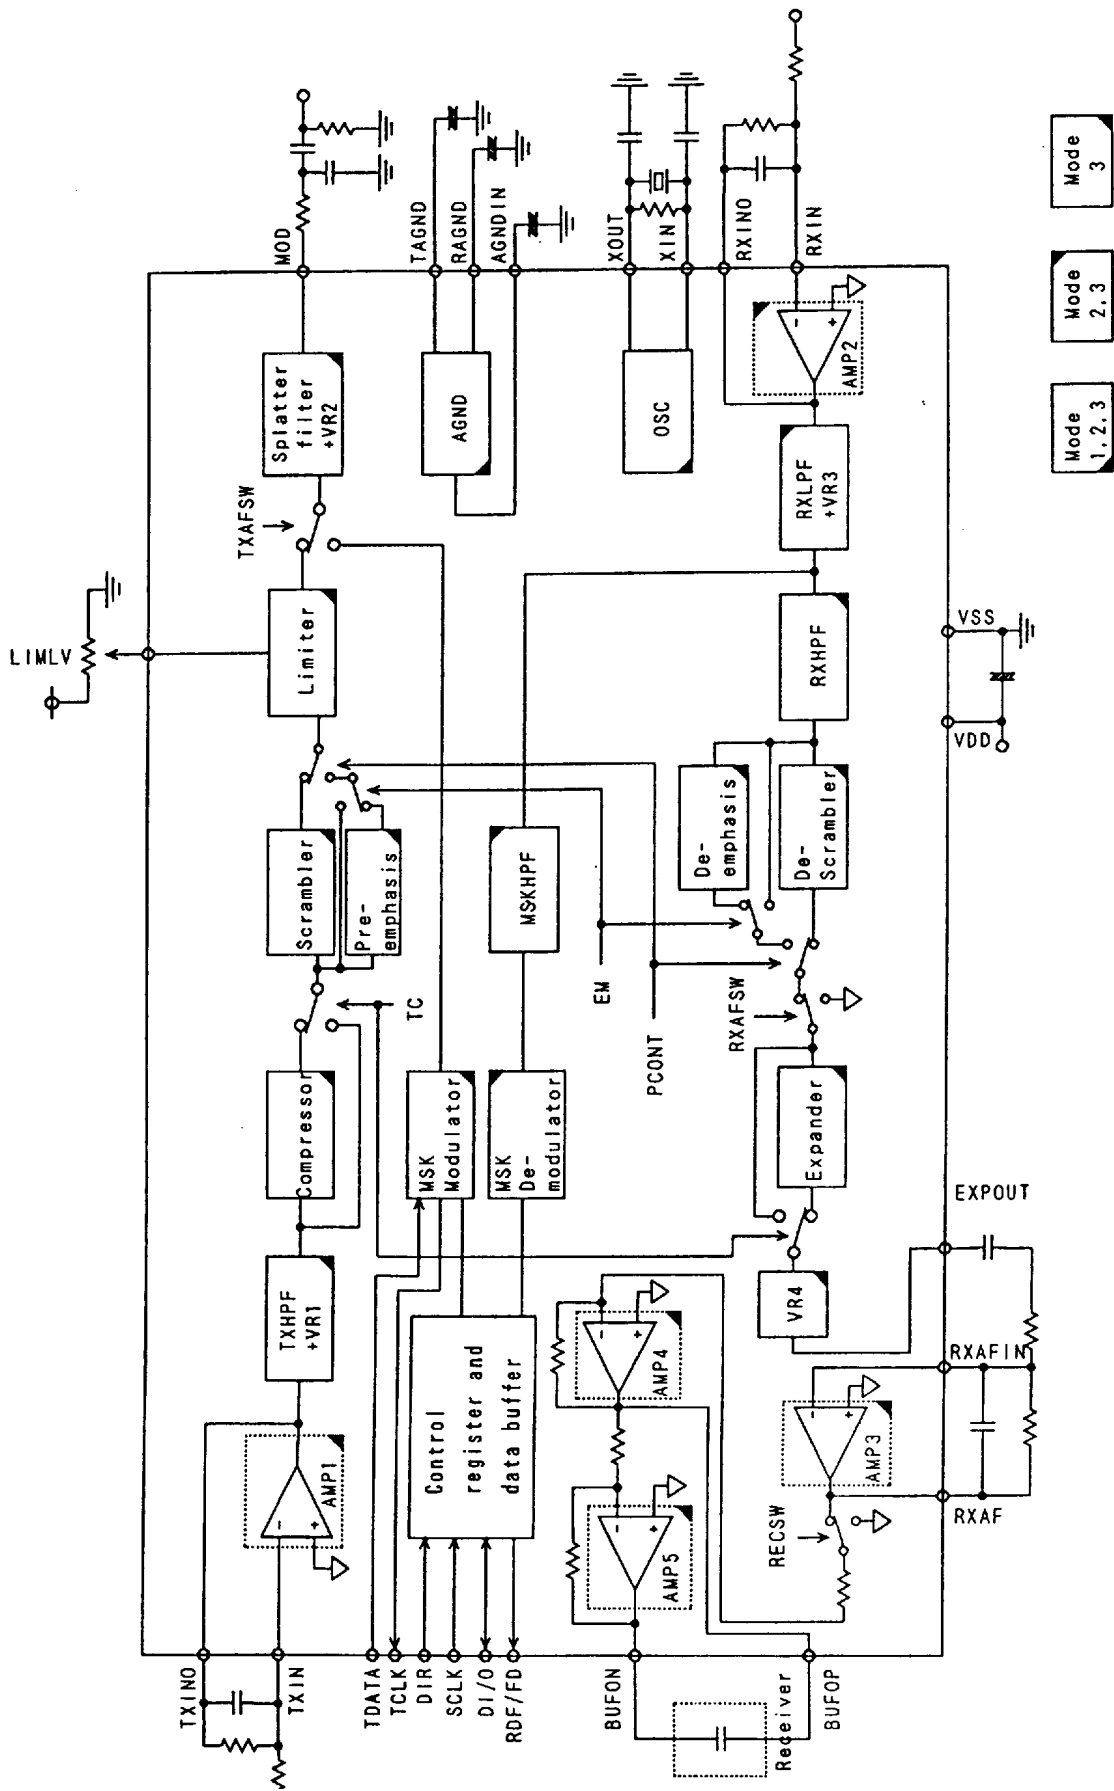 LIMLV
TXINO
TXIN
AMP1
TXHPF
+VR1
Compressor
TC
Scrambler
Pre-
emphasis
Limiter
TXAFSW
Splatter
filter
+VR2
MOD
TDATA
TCLK
DIR
SCLK
DI/O
RDF/FD
Control
register and
data buffer
MSK
Modulator
MSK
De-
modulator
MSKHPF
EM
PCONT
AGND
TAGND
RAGND
AGNDIN
OSC
XOUT
XIN
RXINO
RXIN
AMP2
RXLPF
+VR3
RXHPF
De-
emphasis
De-
Scrambler
RXAFSW
Expander
VR4
AMP4
AMP5
BUFON
BUFOP
Receiver
AMP3
RECSW
EXPOUT
RXAFIN
RXAF
VDD
VSS
Mode
1,2,3
Mode
2,3
Mode
3